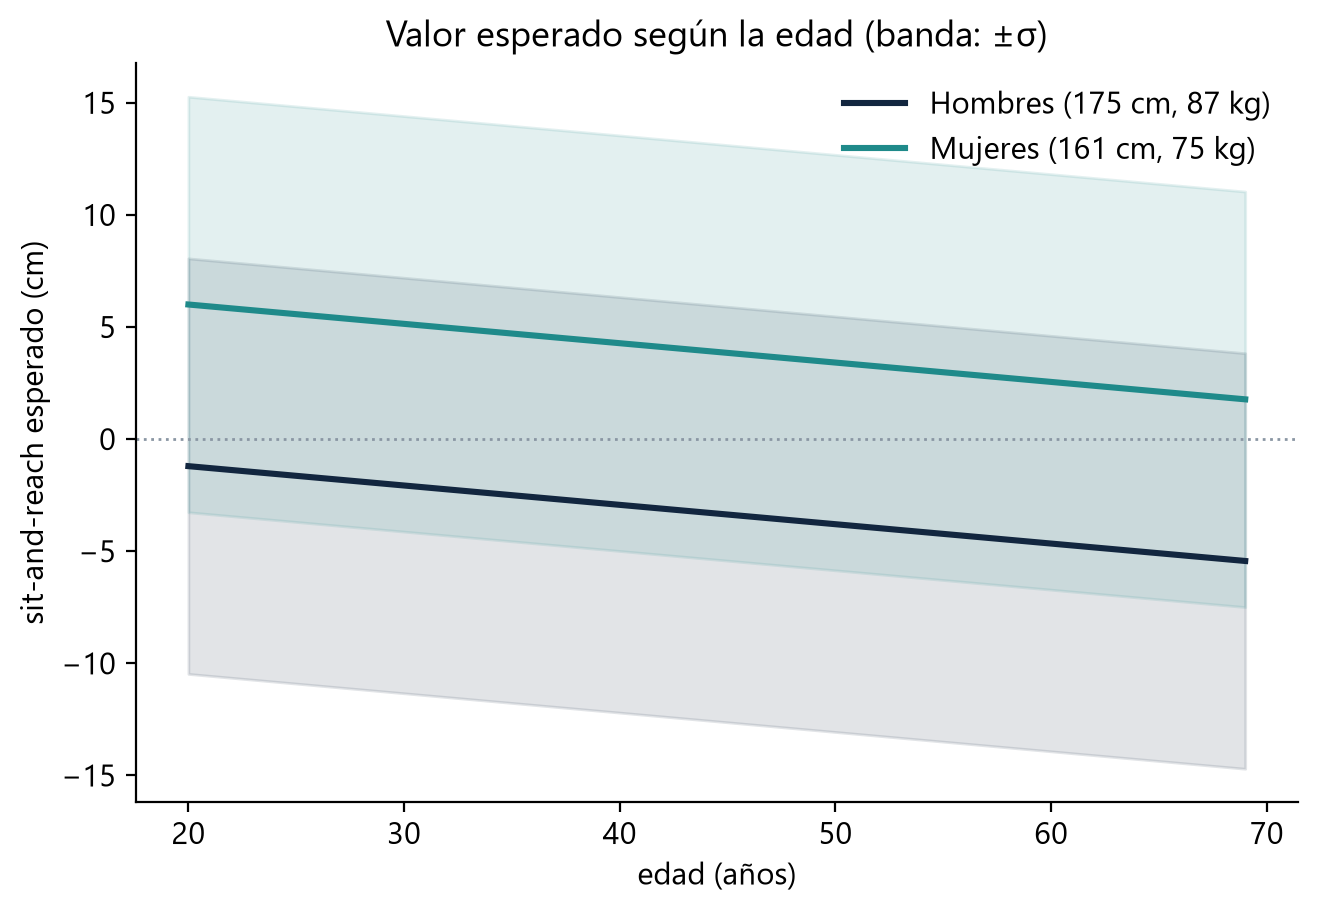 Valor esperado según la edad (banda: ±σ)
Hombres (175 cm, 87 kg)
Mujeres (161 cm, 75 kg)
sit-and-reach esperado (cm)
15
10
5
0
−5
−10
−15
20 30 40 50 60 70
edad (años)